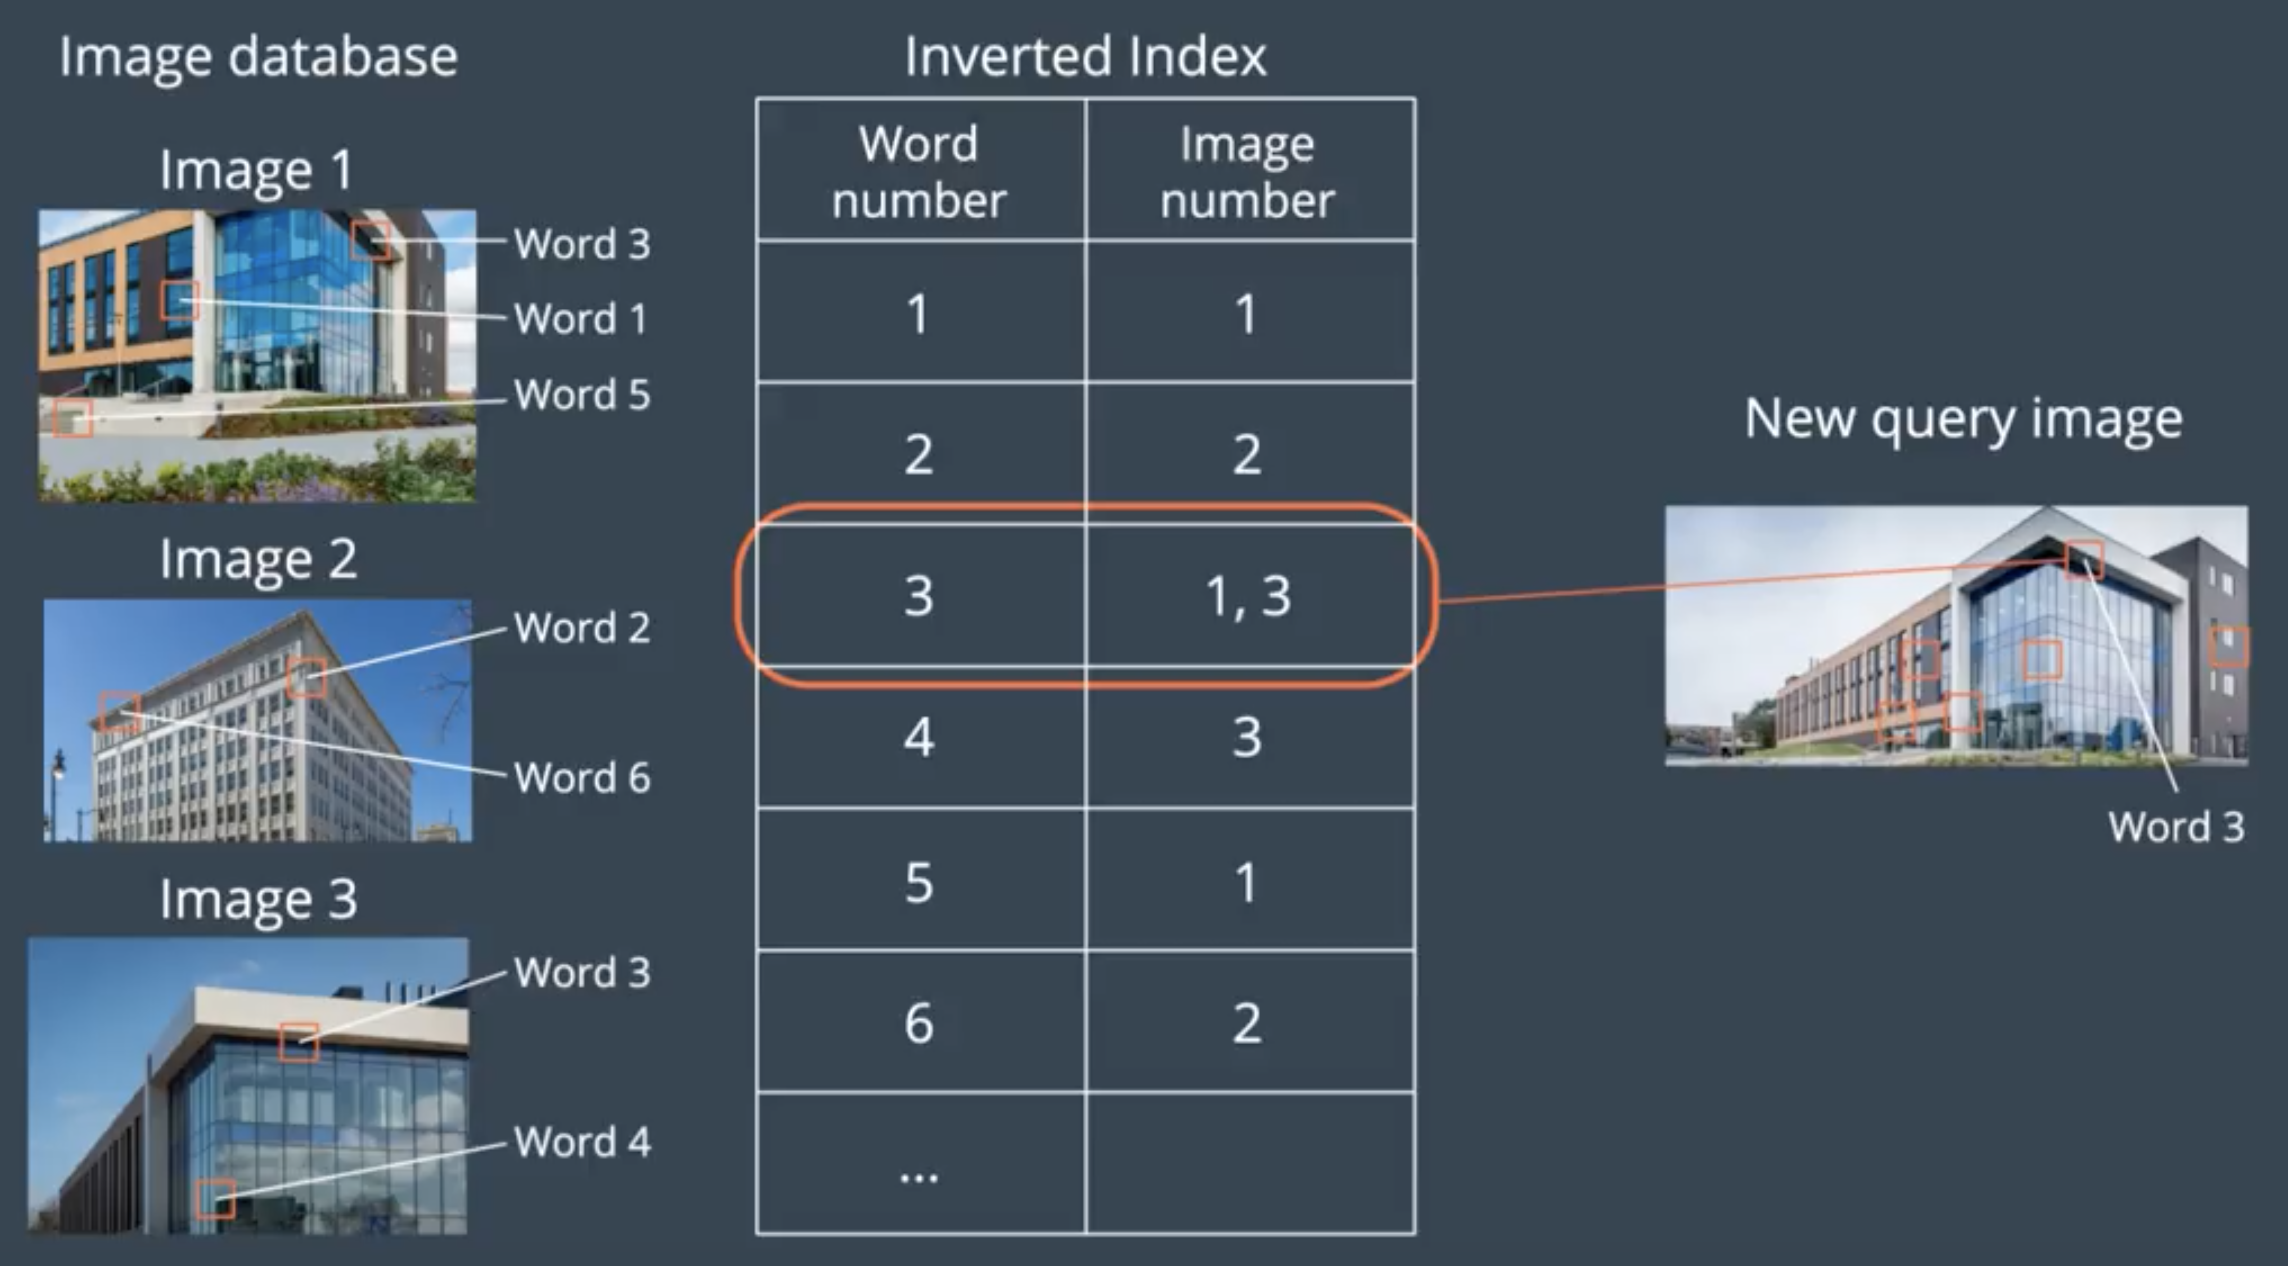 Image database
Image 1
Word 3
Word 1
Word 5
Image 2
Word 2
Word 6
Image 3
Word 3
Word 4
Inverted Index
Word number
Image number
1 1
2 2
3 1, 3
4 3
5 1
6 2
...
New query image
Word 3